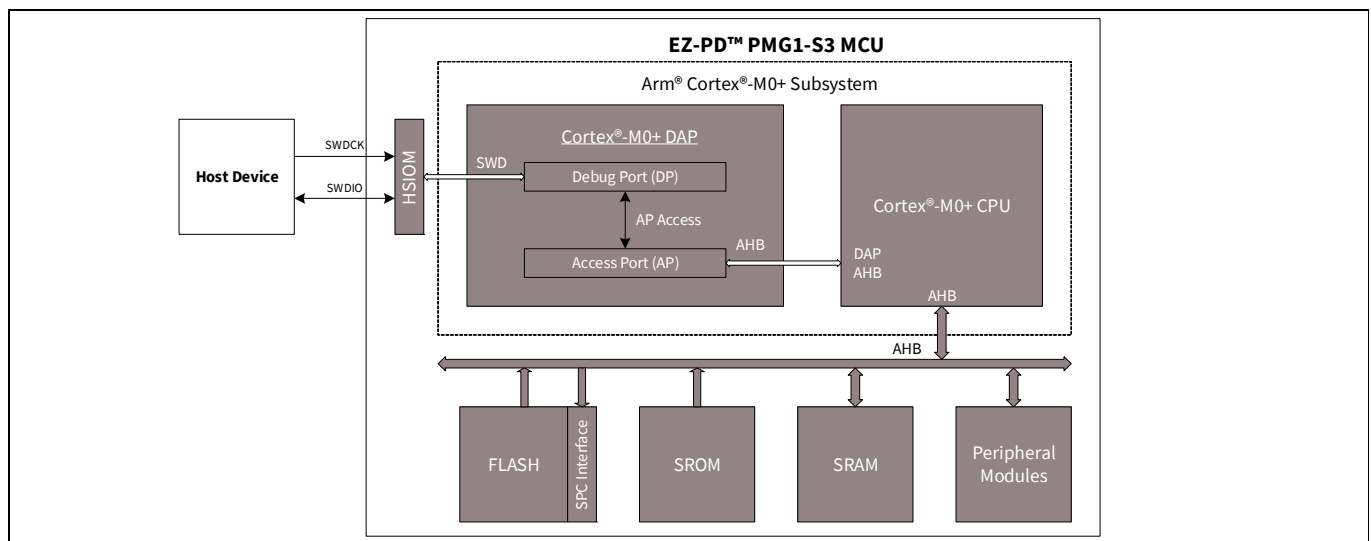 EZ-PD™ PMG1-S3 MCU
Arm® Cortex®-M0+ Subsystem
Host Device
SWDCK
SWDIO
HSIOM
SWD
Cortex®-M0+ DAP
Debug Port (DP)
AP Access
Access Port (AP)
AHB
Cortex®-M0+ CPU
DAP
AHB
AHB
AHB
FLASH
SPC Interface
SROM
SRAM
Peripheral
Modules